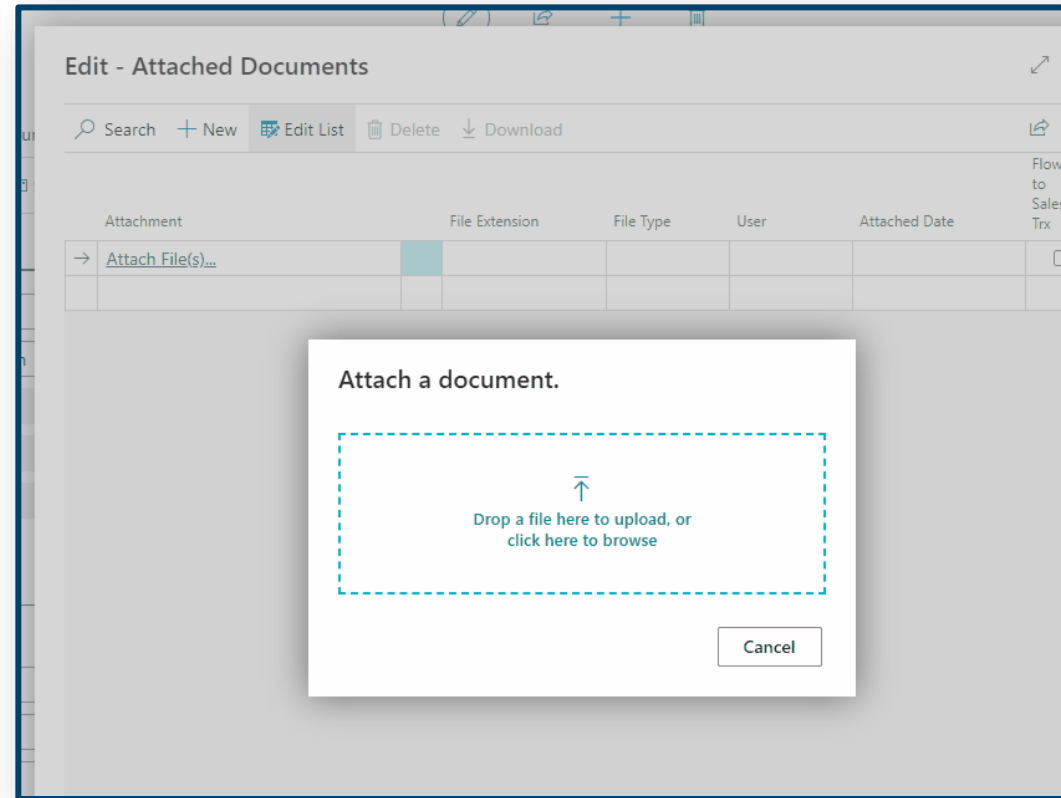 Edit - Attached Documents
Search New Edit List Delete Download
Flow
to
Sales
Trx
Attachment File Extension File Type User Attached Date
Attach File(s)...
Attach a document.
Drop a file here to upload, or
click here to browse
Cancel